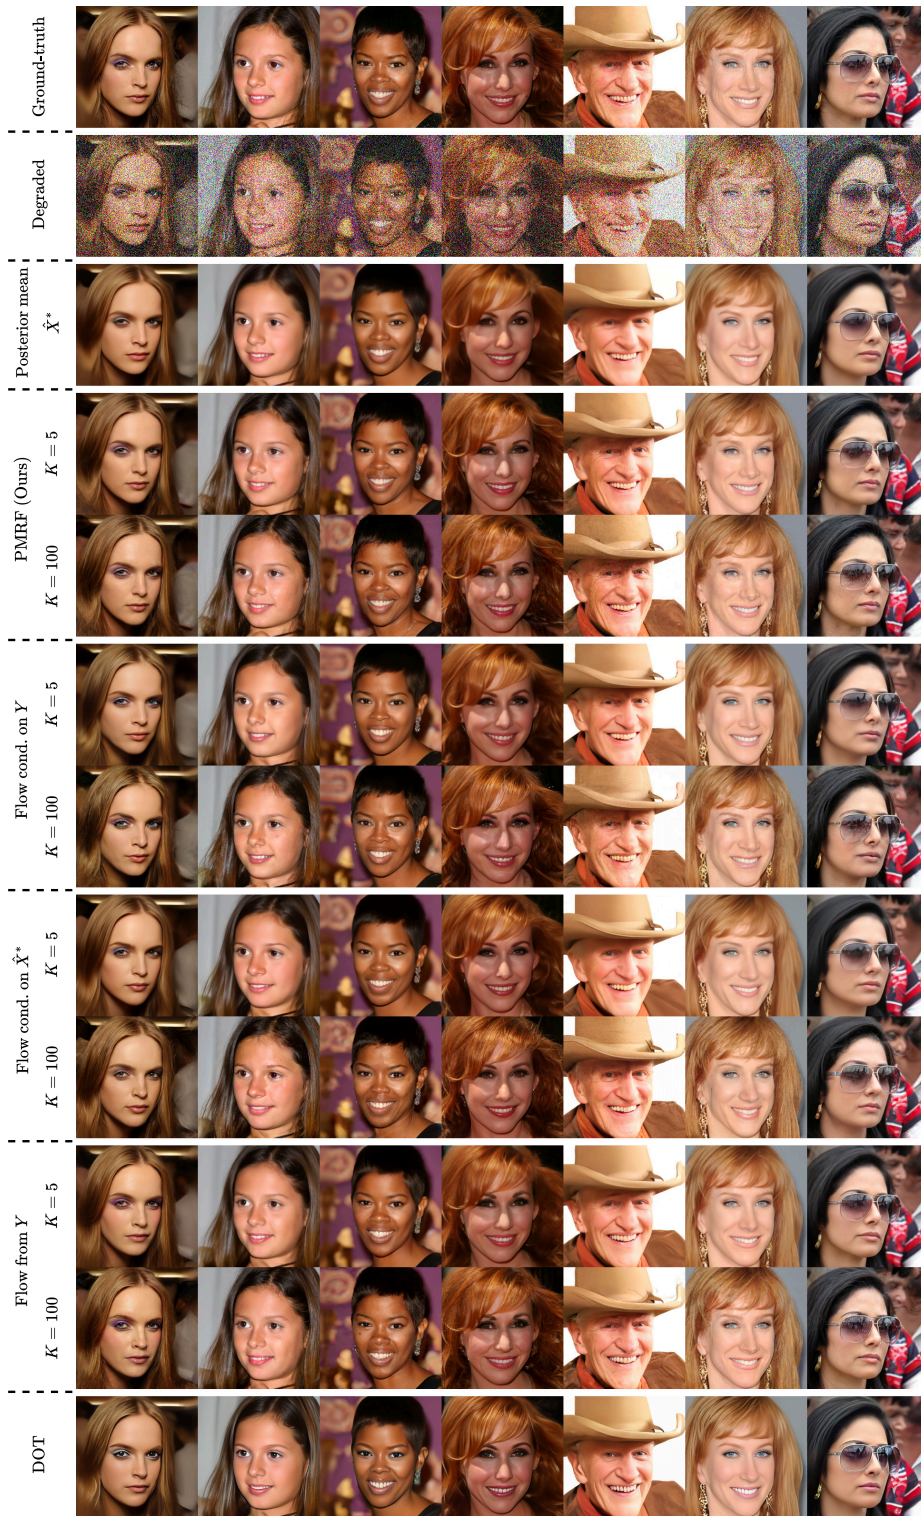 Ground-truth
Degraded
Posterior mean
X̂*
PMRF (Ours)
K = 5
K = 100
Flow cond. on Y
K = 5
K = 100
Flow cond. on X̂*
K = 5
K = 100
Flow from Y
K = 5
K = 100
DOT